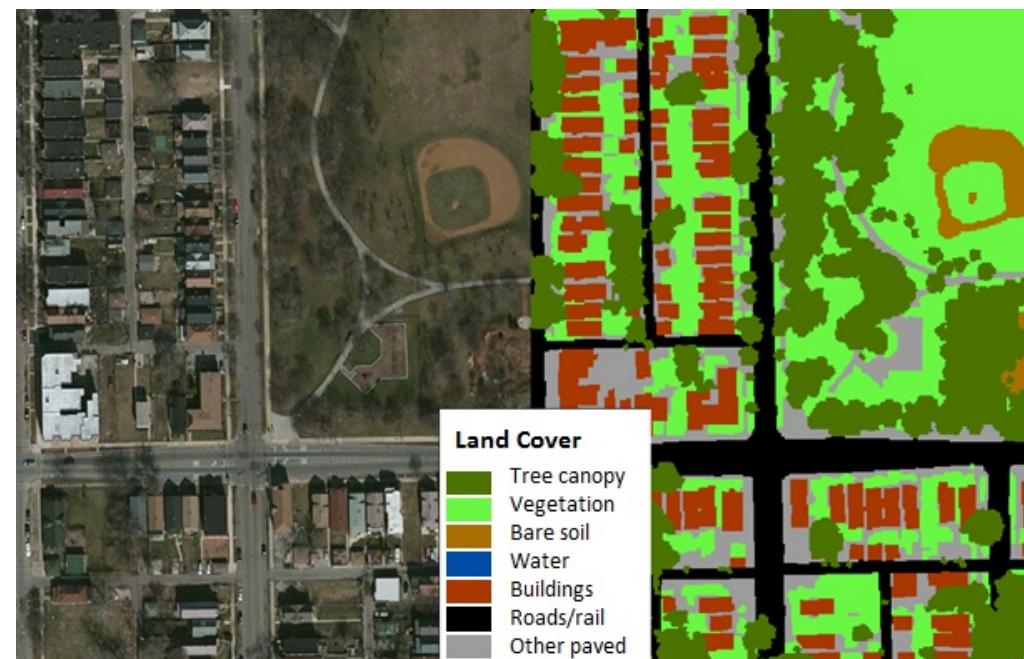 Land Cover
Tree canopy
Vegetation
Bare soil
Water
Buildings
Roads/rail
Other paved